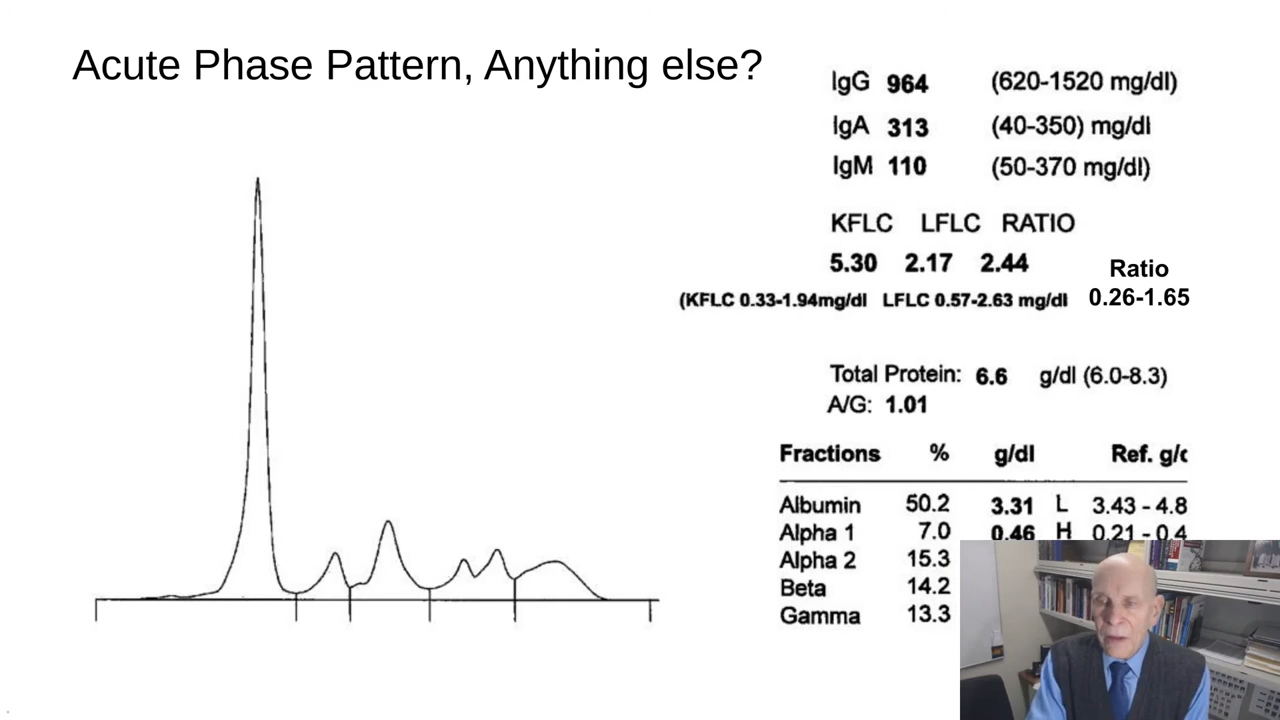 Acute Phase Pattern, Anything else?
IgG 964 (620-1520 mg/dl)
IgA 313 (40-350) mg/dl
IgM 110 (50-370 mg/dl)
KFLC LFLC RATIO
5.30 2.17 2.44
Ratio
(KFLC 0.33-1.94mg/dl LFLC 0.57-2.63 mg/dl 0.26-1.65
Total Protein: 6.6 g/dl (6.0-8.3)
A/G: 1.01
Fractions % g/dl Ref. g/
Albumin 50.2 3.31 L 3.43 - 4.8
Alpha 1 7.0 0.46 H 0.21 - 0.4
Alpha 2 15.3
Beta 14.2
Gamma 13.3